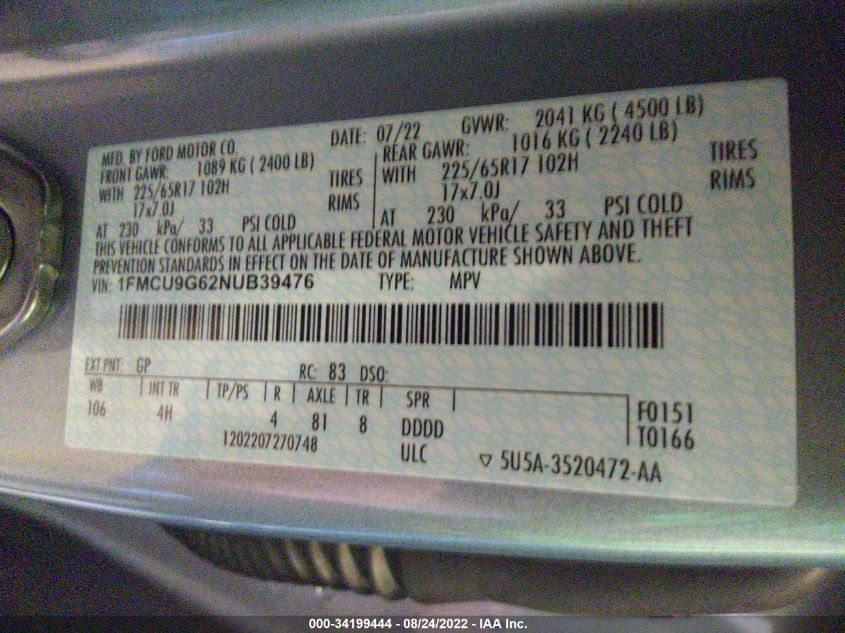 MFD. BY FORD MOTOR CO.
DATE: 07/22
GVWR: 2041 KG ( 4500 LB)
FRONT GAWR: 1089 KG ( 2400 LB)
WITH 225/65R17 102H TIRES
17x7.0J RIMS
AT 230 kPa/ 33 PSI COLD
REAR GAWR: 1016 KG ( 2240 LB)
WITH 225/65R17 102H TIRES
17x7.0J RIMS
AT 230 kPa/ 33 PSI COLD
THIS VEHICLE CONFORMS TO ALL APPLICABLE FEDERAL MOTOR VEHICLE SAFETY AND THEFT
PREVENTION STANDARDS IN EFFECT ON THE DATE OF MANUFACTURE SHOWN ABOVE.
VIN: 1FMCU9G62NUB39476 TYPE: MPV
EXT PNT: GP RC: 83 DSO:
WB INT TR TP/PS R AXLE TR SPR
106 4H 4 81 8 DDDD
F0151
T0166
1202207270748 ULC
▽ 5U5A-3520472-AA
000-34199444 - 08/24/2022 - IAA Inc.